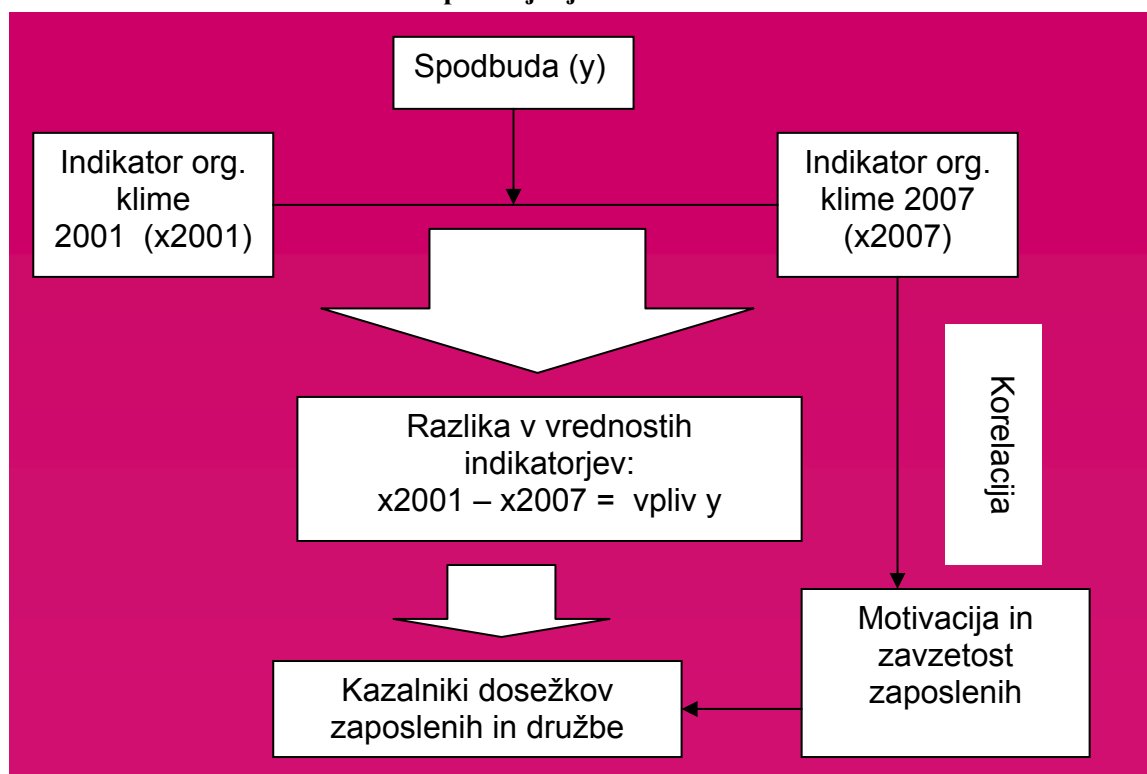 Spodbuda (y)
Indikator org.
klime
2001 (x2001)
Indikator org.
klime 2007
(x2007)
Korelacija
Razlika v vrednostih
indikatorjev:
x2001 – x2007 = vpliv y
Motivacija in
zavzetost
zaposlenih
Kazalniki dosežkov
zaposlenih in družbe